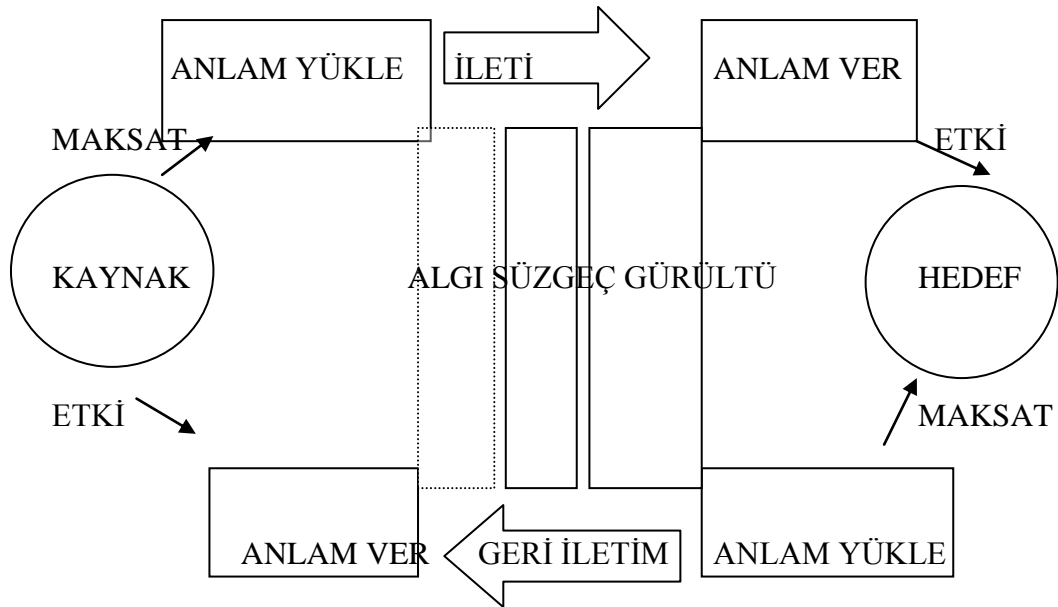 ANLAM YÜKLE İLETİ ANLAM VER
MAKSAT ETKİ
KAYNAK ALGI SÜZGEÇ GÜRÜLTÜ HEDEF
ETKİ MAKSAT
ANLAM VER GERİ İLETİM ANLAM YÜKLE